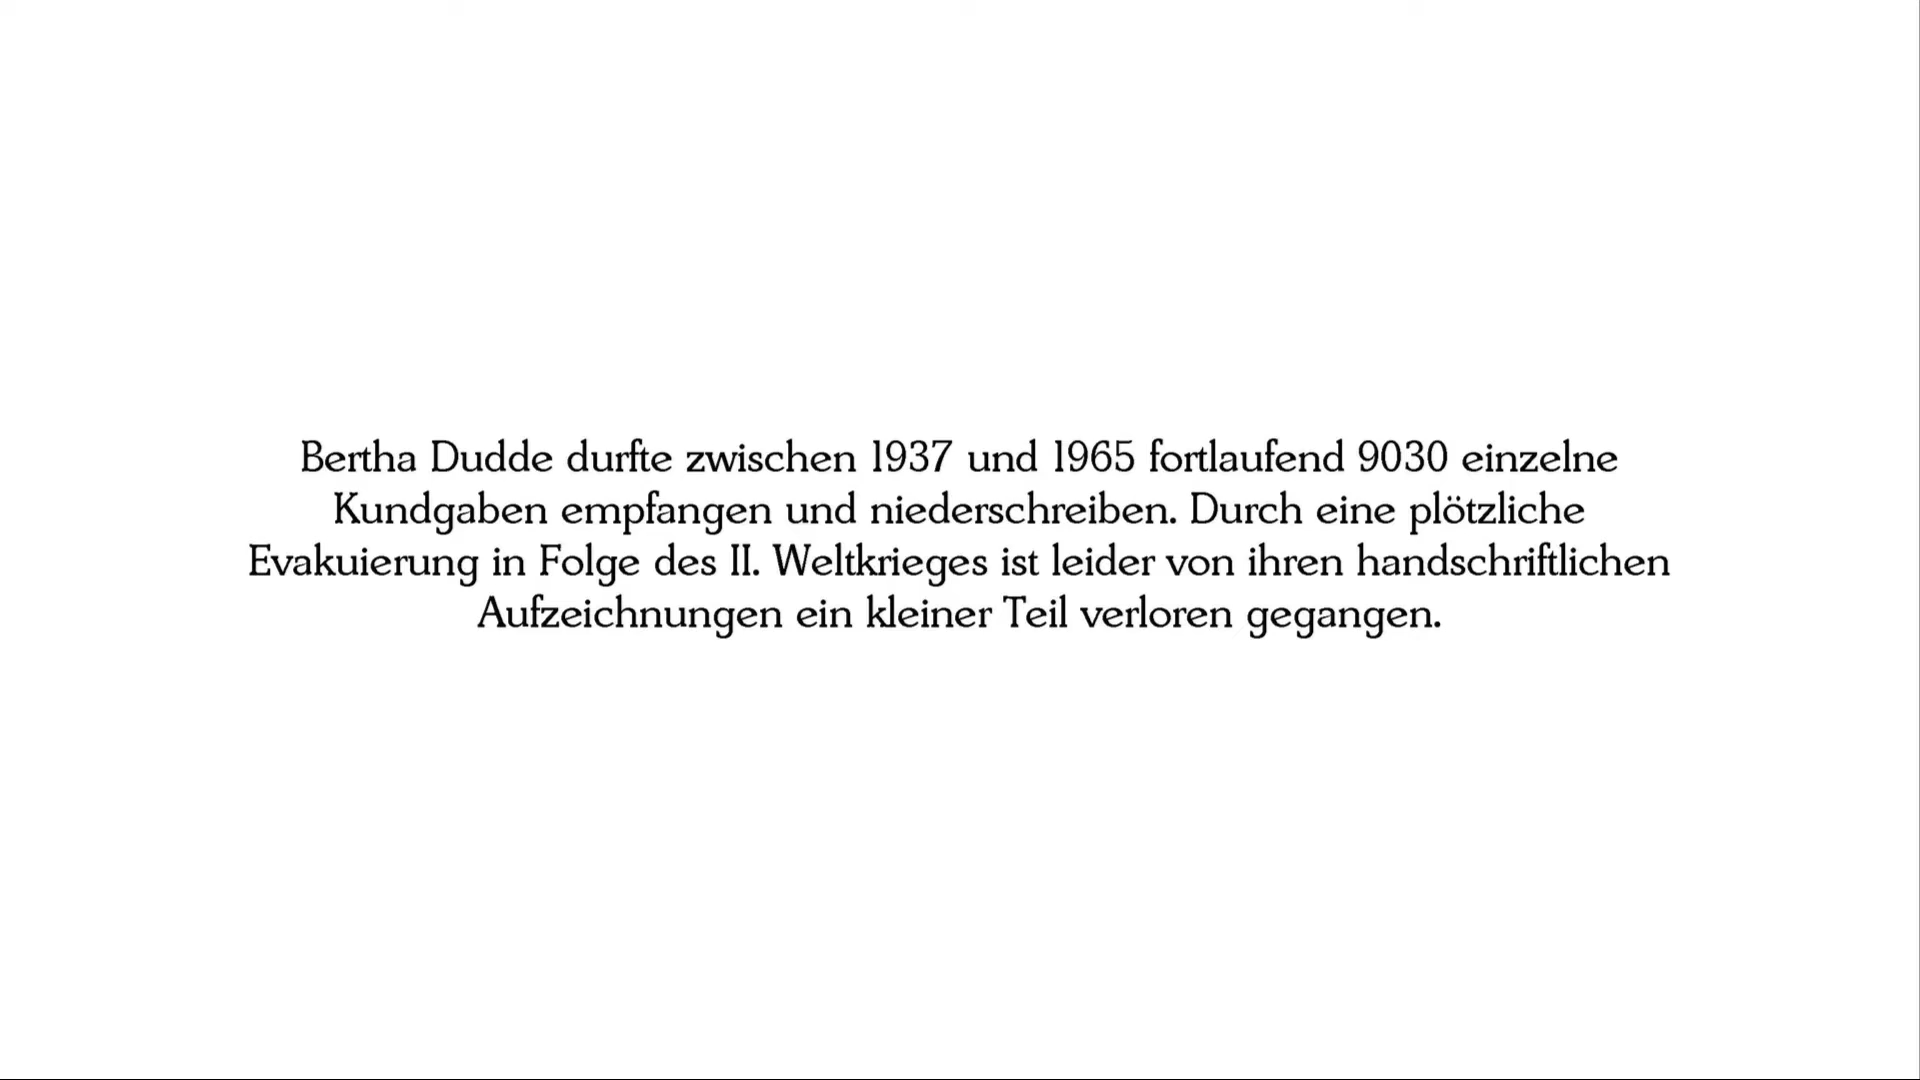 Bertha Dudde durfte zwischen 1937 und 1965 fortlaufend 9030 einzelne
Kundgaben empfangen und niederschreiben. Durch eine plötzliche
Evakuierung in Folge des II. Weltkrieges ist leider von ihren handschriftlichen
Aufzeichnungen ein kleiner Teil verloren gegangen.